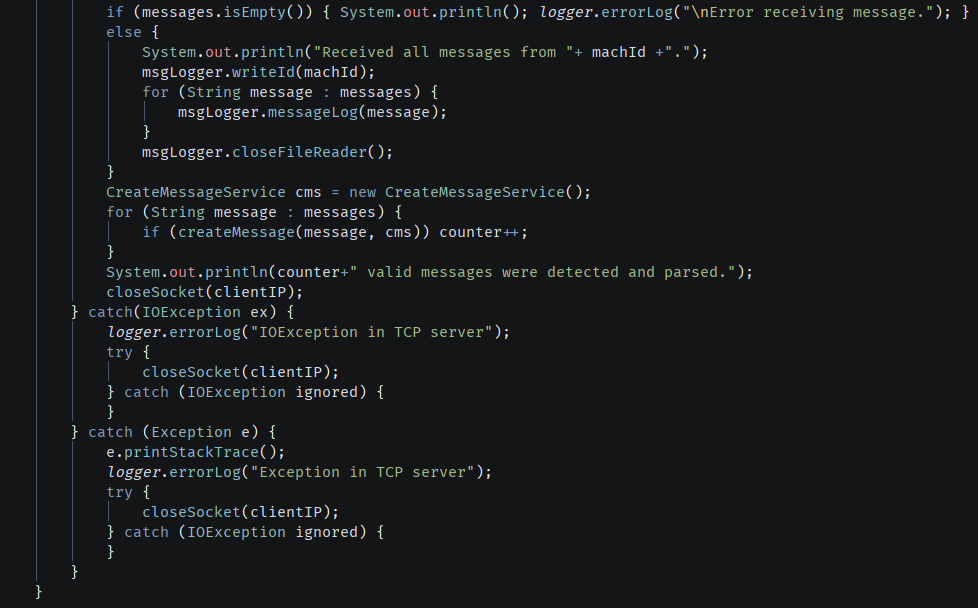 if (messages.isEmpty()) { System.out.println(); logger.errorLog("\nError receiving message."); }
else {
System.out.println("Received all messages from "+ machId +".");
msgLogger.writeId(machId);
for (String message : messages) {
msgLogger.messageLog(message);
}
msgLogger.closeFileReader();
}
CreateMessageService cms = new CreateMessageService();
for (String message : messages) {
if (createMessage(message, cms)) counter++;
}
System.out.println(counter+" valid messages were detected and parsed.");
closeSocket(clientIP);
} catch(IOException ex) {
logger.errorLog("IOException in TCP server");
try {
closeSocket(clientIP);
} catch (IOException ignored) {
}
} catch (Exception e) {
e.printStackTrace();
logger.errorLog("Exception in TCP server");
try {
closeSocket(clientIP);
} catch (IOException ignored) {
}
}
}